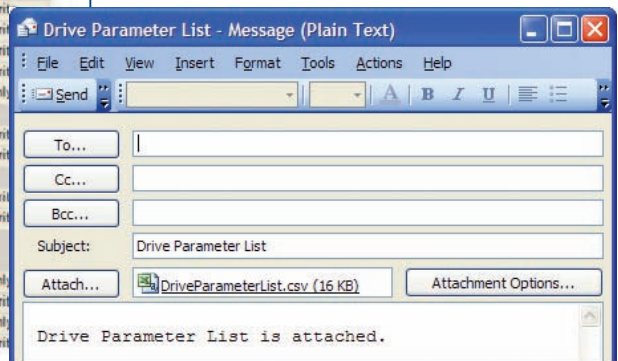 Drive Parameter List - Message (Plain Text)
File Edit View Insert Format Tools Actions Help
Send A B I U
To...
Cc...
Bcc...
Subject: Drive Parameter List
Attach... DriveParameterList.csv (16 KB) Attachment Options...
Drive Parameter List is attached.